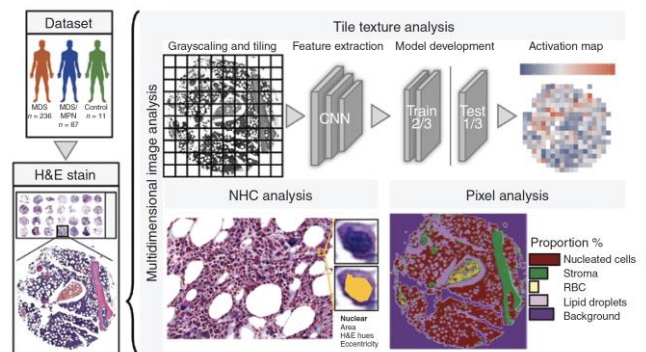 Dataset
MDS
n = 236
MDS/
MPN
n = 87
Control
n = 11
H&E stain
Multidimensional image analysis
Tile texture analysis
Grayscaling and tiling
Feature extraction
Model development
Activation map
CNN
Train
2/3
Test
1/3
NHC analysis
Nuclear
Area
H&E hues
Eccentricity
Pixel analysis
Proportion %
Nucleated cells
Stroma
RBC
Lipid droplets
Background